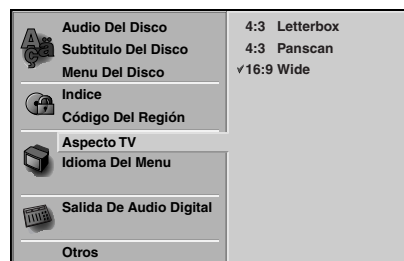 Audio Del Disco
Subtitulo Del Disco
Menu Del Disco
Indice
Código Del Región
Aspecto TV
Idioma Del Menu
Salida De Audio Digital
Otros
4:3 Letterbox
4:3 Panscan
✓16:9 Wide